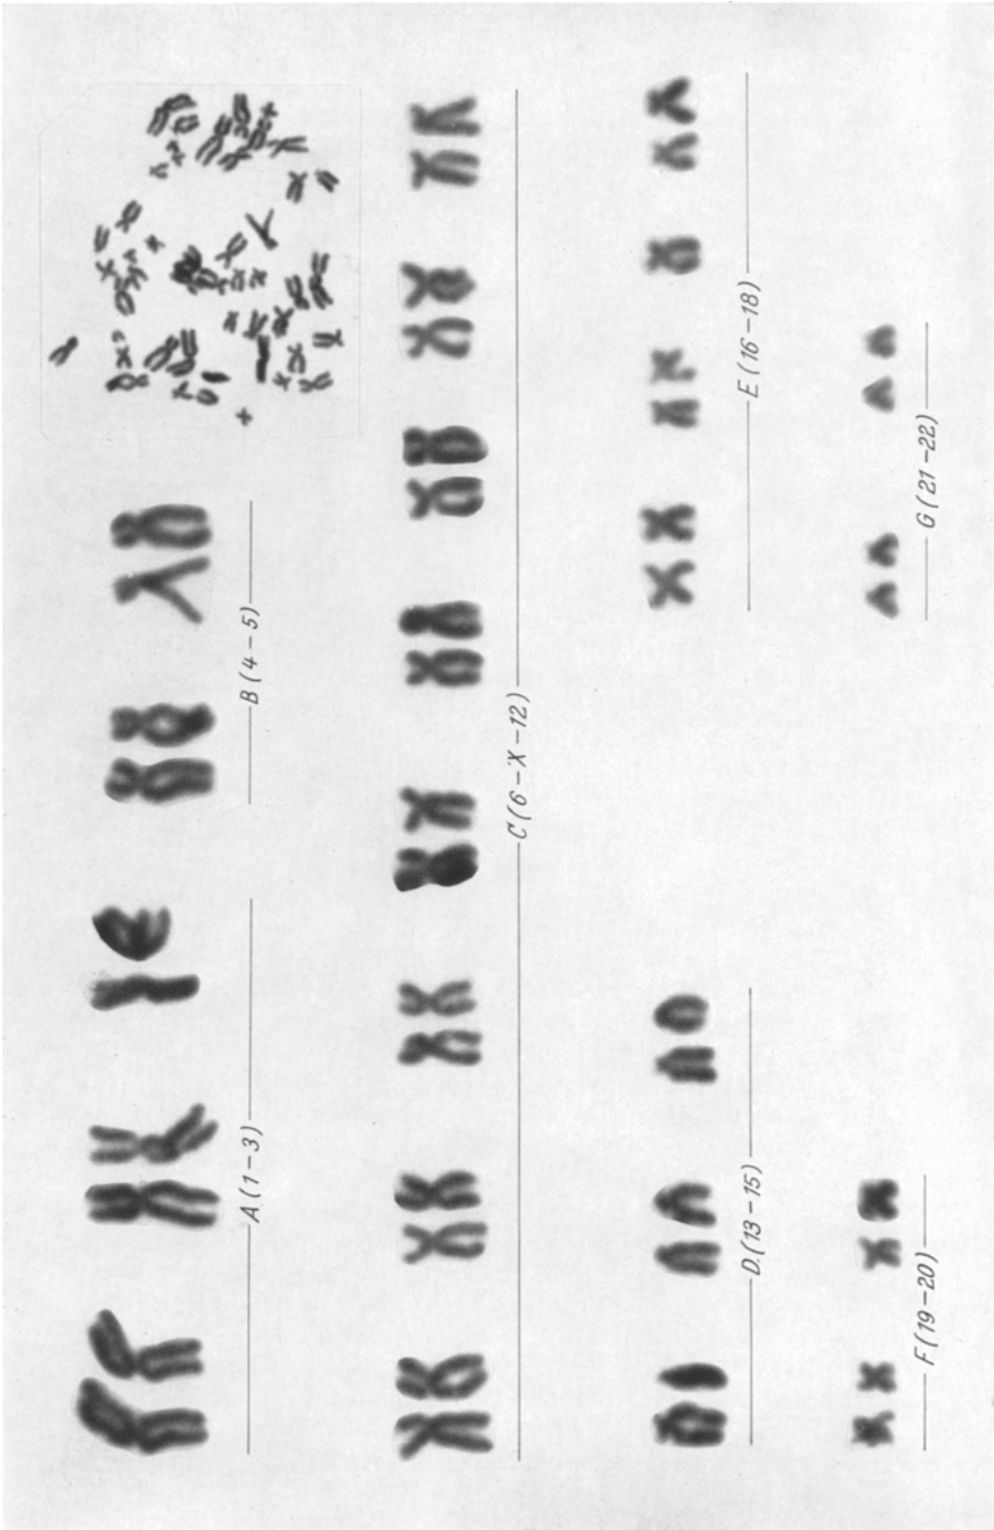 A (1-3)
B (4-5)
C (6-X-12)
D. (13-15)
E (16-18)
F (19-20)
G (21-22)